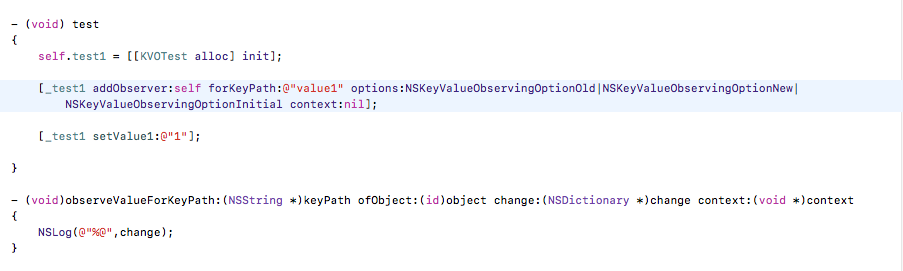 - (void) test
{
self.test1 = [[KVOTest alloc] init];
[_test1 addObserver:self forKeyPath:@"value1" options:NSKeyValueObservingOptionOld|NSKeyValueObservingOptionNew|
NSKeyValueObservingOptionInitial context:nil];
[_test1 setValue1:@"1"];
}
- (void)observeValueForKeyPath:(NSString *)keyPath ofObject:(id)object change:(NSDictionary *)change context:(void *)context
{
NSLog(@"%@",change);
}